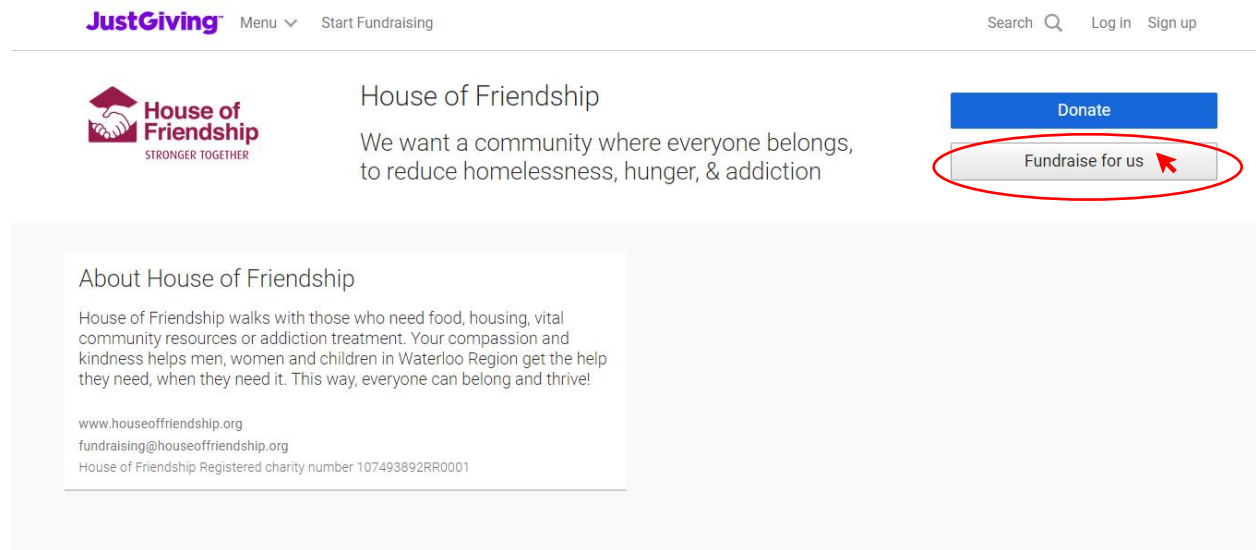 JustGiving™ Menu Start Fundraising Search Log in Sign up
House of
Friendship
STRONGER TOGETHER
House of Friendship
We want a community where everyone belongs,
to reduce homelessness, hunger, & addiction
Donate
Fundraise for us
About House of Friendship
House of Friendship walks with those who need food, housing, vital
community resources or addiction treatment. Your compassion and
kindness helps men, women and children in Waterloo Region get the help
they need, when they need it. This way, everyone can belong and thrive!
www.houseoffriendship.org
fundraising@houseoffriendship.org
House of Friendship Registered charity number 107493892RR0001